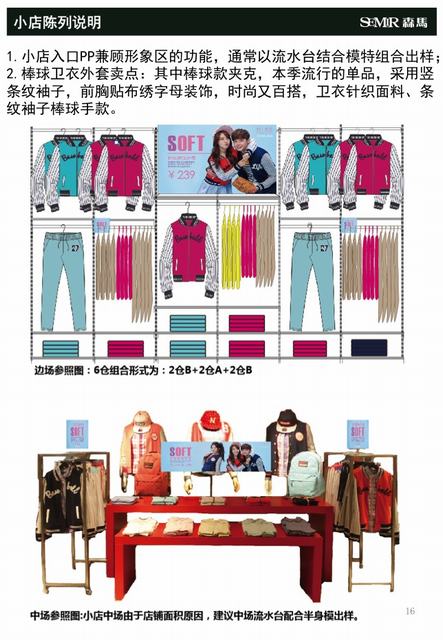 小店陈列说明
SEMIR 森馬
1. 小店入口PP兼顾形象区的功能，通常以流水台结合模特组合出样；
2. 棒球卫衣外套卖点：其中棒球款夹克，本季流行的单品，采用竖
条纹袖子，前胸贴布绣字母装饰，时尚又百搭，卫衣针织面料、条
纹袖子棒球手款。
SOFT
¥239
边场参照图：6仓组合形式为：2仓B+2仓A+2仓B
SOFT
SOFT
SOFT
中场参照图:小店中场由于店铺面积原因，建议中场流水台配合半身模出样。
16